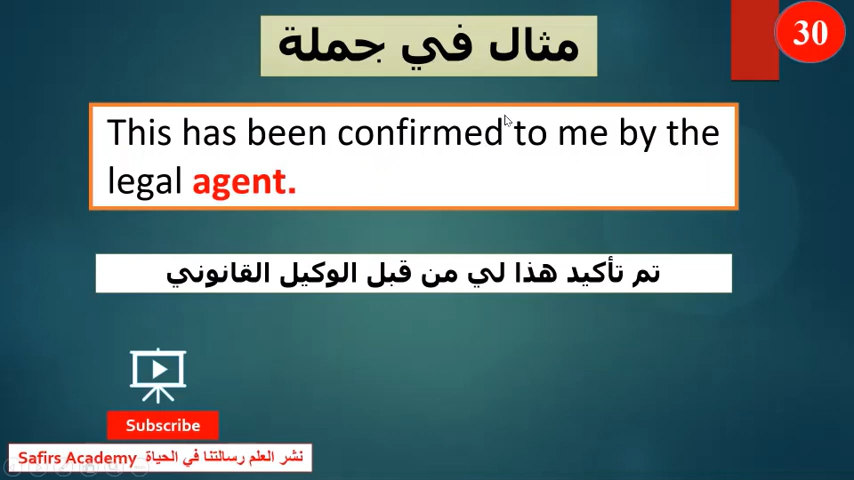 مثال في جملة
30
This has been confirmed to me by the
legal agent.
تم تأكيد هذا لي من قبل الوكيل القانوني
Subscribe
Safirs Academy نشر العلم رسالتنا في الحياة